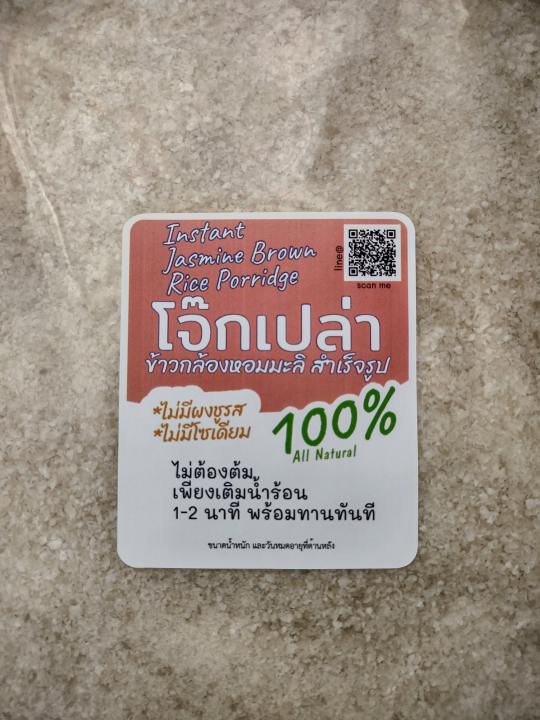 Instant
Jasmine Brown
Rice Porridge
line@
scan me
โจ๊กเปล่า
ข้าวกล้องหอมมะลิ สำเร็จรูป
*ไม่มีผงชูรส
*ไม่มีโซเดียม
100%
All Natural
ไม่ต้องต้ม
เพียงเติมน้ำร้อน
1-2 นาที พร้อมทานทันที
ขนาดน้ำหนัก และวันหมดอายุที่ด้านหลัง